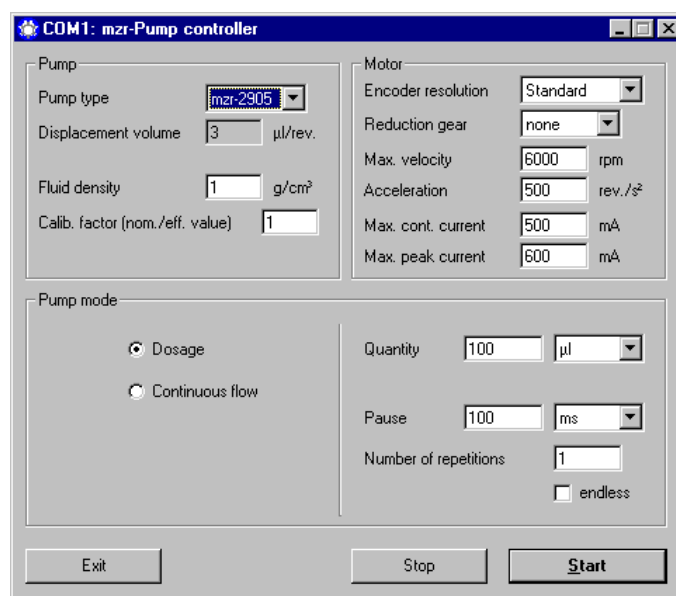 COM1: mzr-Pump controller
Pump
Pump type mzr-2905
Displacement volume 3 µl/rev.
Fluid density 1 g/cm³
Calib. factor (nom./eff. value) 1
Motor
Encoder resolution Standard
Reduction gear none
Max. velocity 6000 rpm
Acceleration 500 rev./s²
Max. cont. current 500 mA
Max. peak current 600 mA
Pump mode
Dosage
Continuous flow
Quantity 100 µl
Pause 100 ms
Number of repetitions 1
endless
Exit Stop Start